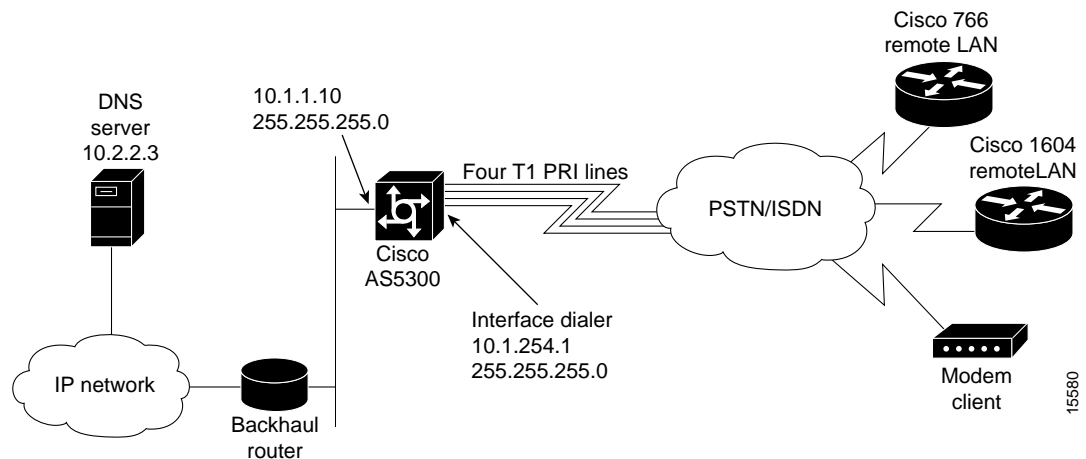 Cisco 766
remote LAN
DNS
server
10.2.2.3
10.1.1.10
255.255.255.0
Cisco 1604
remoteLAN
Four T1 PRI lines
PSTN/ISDN
Cisco
AS5300
Interface dialer
10.1.254.1
255.255.255.0
IP network
Backhaul
router
Modem
client
15580